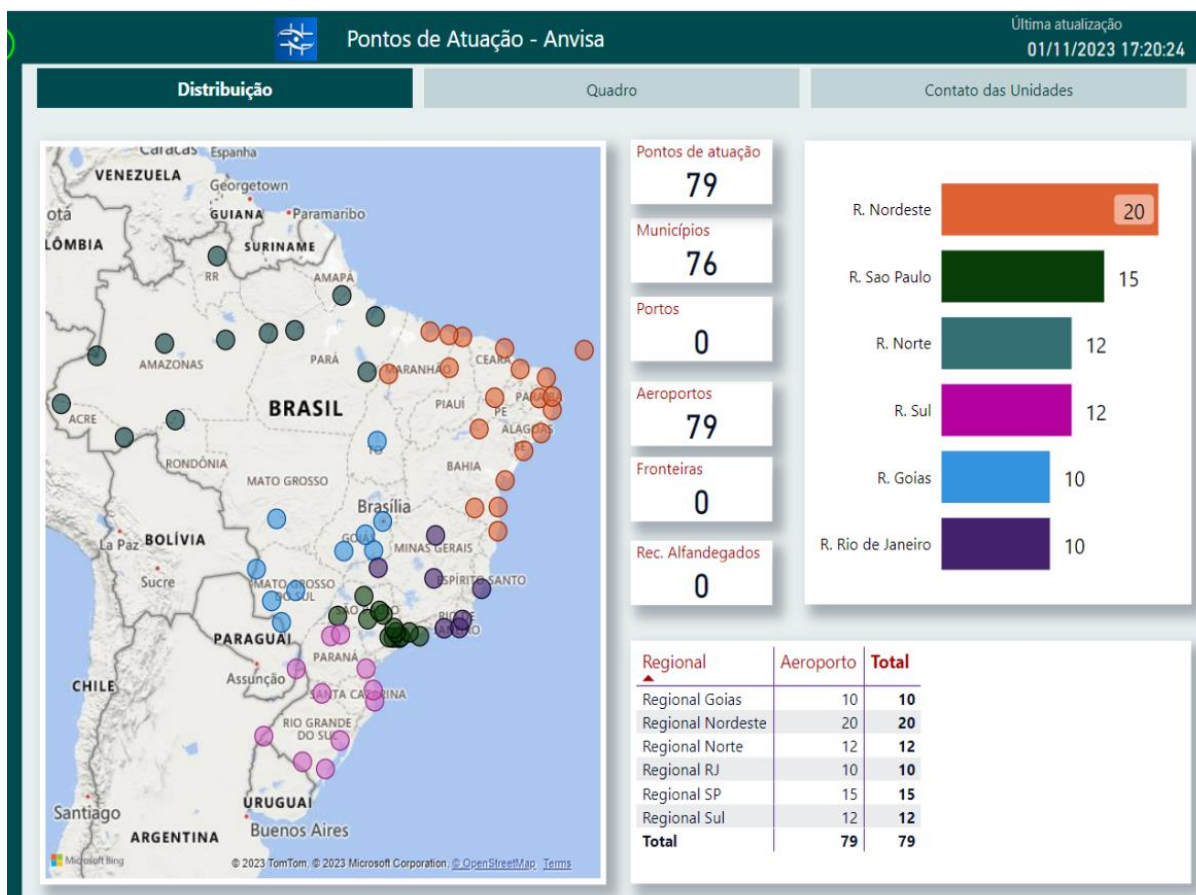 Pontos de Atuação - Anvisa
Última atualização
01/11/2023 17:20:24
Distribuição
Quadro
Contato das Unidades
Caracas
Espanha
VENEZUELA
Georgetown
otá
GUIANA
Paramaribo
LÔMBIA
SURINAME
RR
AMAPÁ
AMAZONAS
PARÁ
MARANHÃO
CEARÁ
BRASIL
PIAUÍ
PE
ACRE
ALAGOAS
SE
RONDÔNIA
TO
BAHIA
MATO GROSSO
Brasília
La Paz
BOLÍVIA
GOIÁS
MINAS GERAIS
Sucre
MATO GROSSO
DO SUL
ESPÍRITO SANTO
PARAGUAI
PARANÁ
Assunção
CHILE
SANTA CATARINA
RIO GRANDE
DO SUL
URUGUAI
Santiago
Buenos Aires
ARGENTINA
Microsoft Bing
© 2023 TomTom, © 2023 Microsoft Corporation, © OpenStreetMap Terms
Pontos de atuação
79
Municípios
76
Portos
0
Aeroportos
79
Fronteiras
0
Rec. Alfandegados
0
R. Nordeste 20
R. Sao Paulo 15
R. Norte 12
R. Sul 12
R. Goias 10
R. Rio de Janeiro 10
Regional Aeroporto Total
Regional Goias 10 10
Regional Nordeste 20 20
Regional Norte 12 12
Regional RJ 10 10
Regional SP 15 15
Regional Sul 12 12
Total 79 79